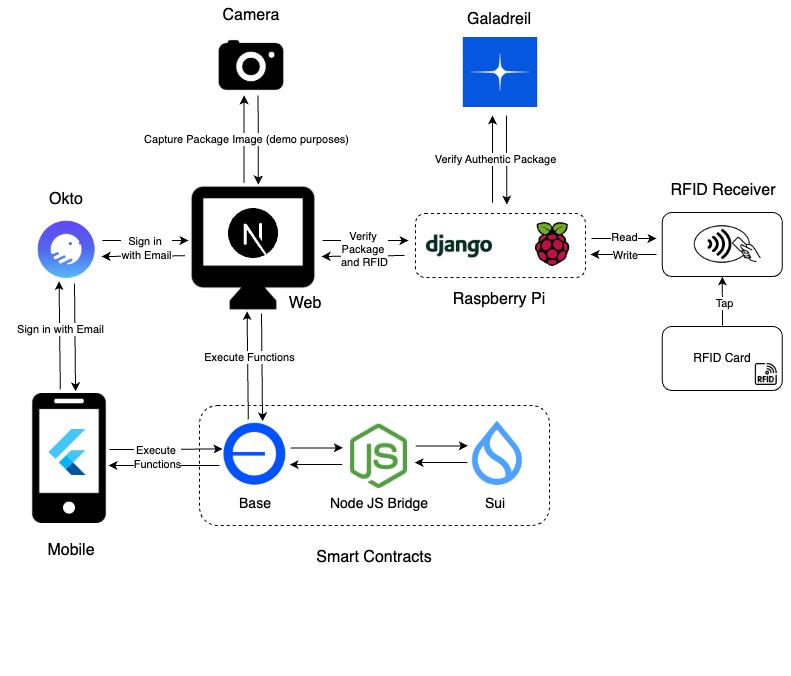 Camera
Galadreil
Capture Package Image (demo purposes)
Verify Authentic Package
Okto
RFID Receiver
Sign in
with Email
N
Verify
Package
and RFID
django
Read
Write
Web
Raspberry Pi
Tap
Sign in with Email
Execute Functions
RFID Card
RFID
Execute
Functions
JS
Base
Node JS Bridge
Sui
Mobile
Smart Contracts